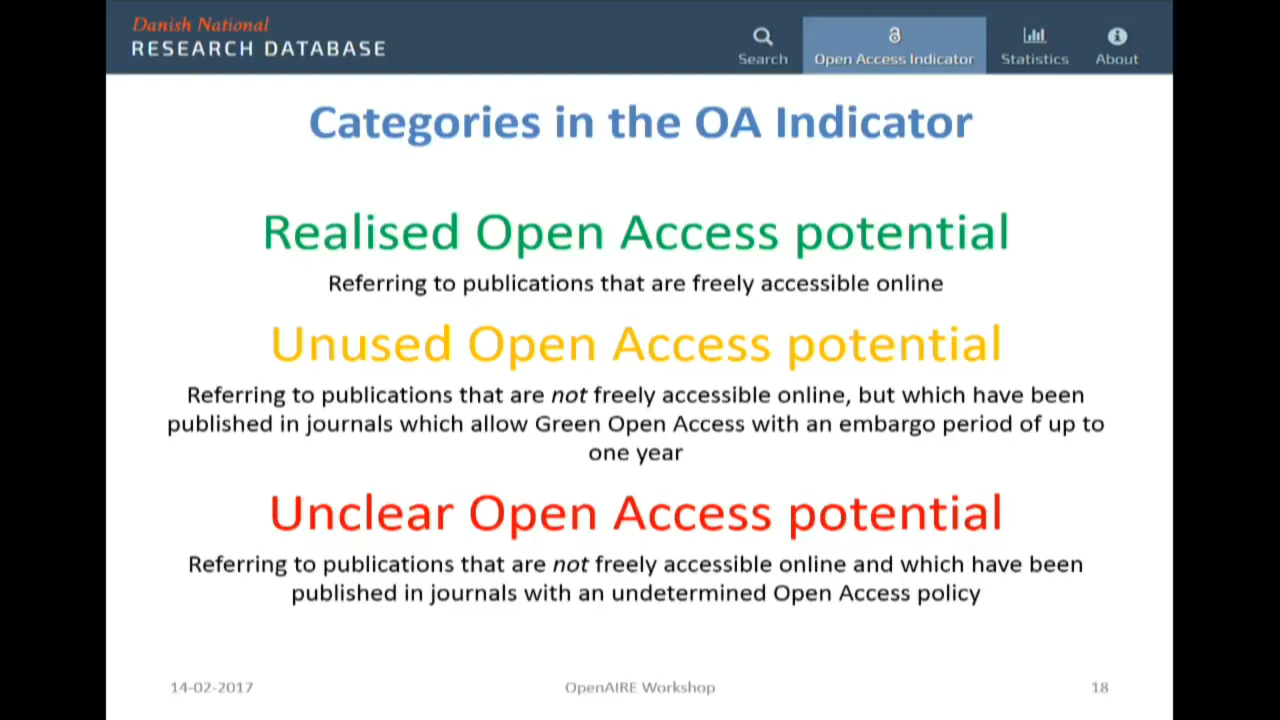 Danish National
RESEARCH DATABASE
Search
Open Access Indicator
Statistics
About
Categories in the OA Indicator
Realised Open Access potential
Referring to publications that are freely accessible online
Unused Open Access potential
Referring to publications that are not freely accessible online, but which have been
published in journals which allow Green Open Access with an embargo period of up to
one year
Unclear Open Access potential
Referring to publications that are not freely accessible online and which have been
published in journals with an undetermined Open Access policy
14-02-2017
OpenAIRE Workshop
18